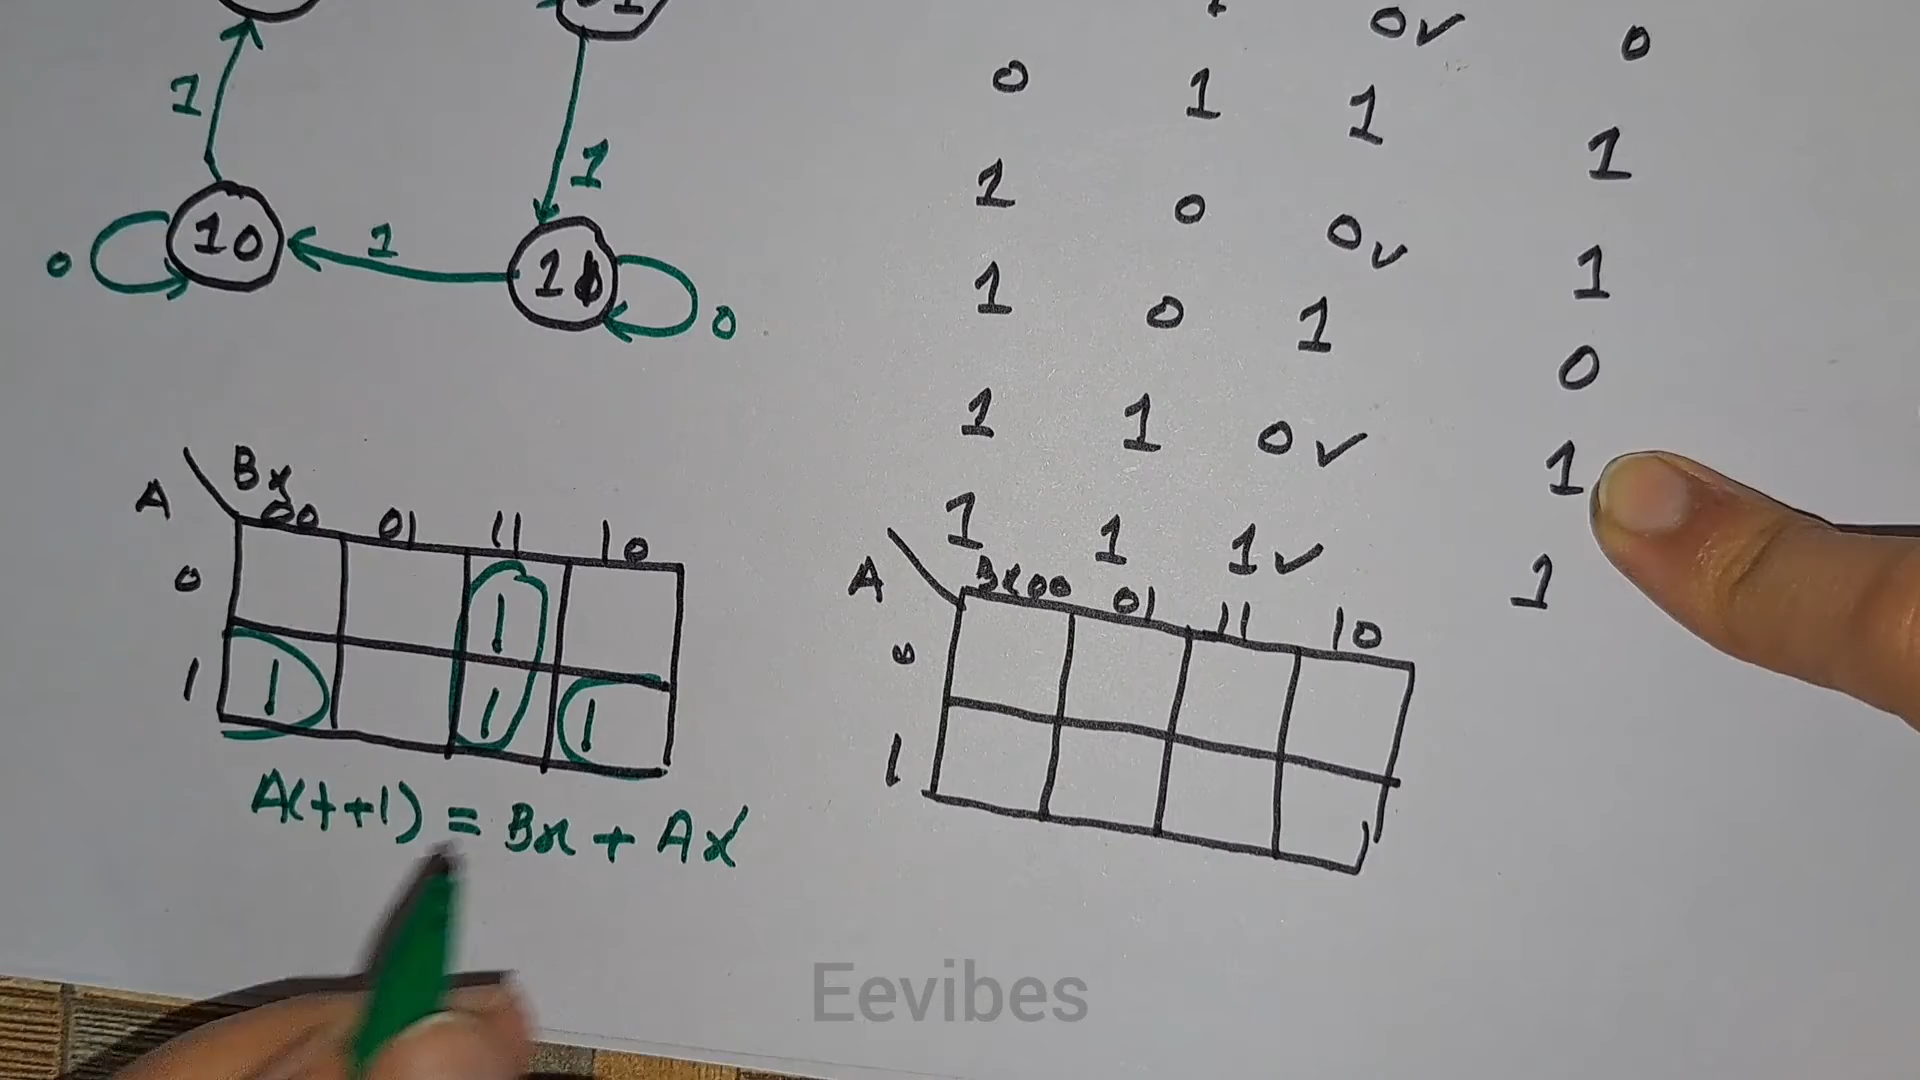 0 1 0✓ 0
1
0 1 1 1
1
1 0 0✓ 1
10
1
0
0
1 0 1 0
1 1 0✓ 1
1 1 1✓ 1
A Bx
00 01 11 10
0 1
1 1 1 1
A(t+1) = Bx + Ax'
A Bx 00 01 11 10
0
1
Eevibes